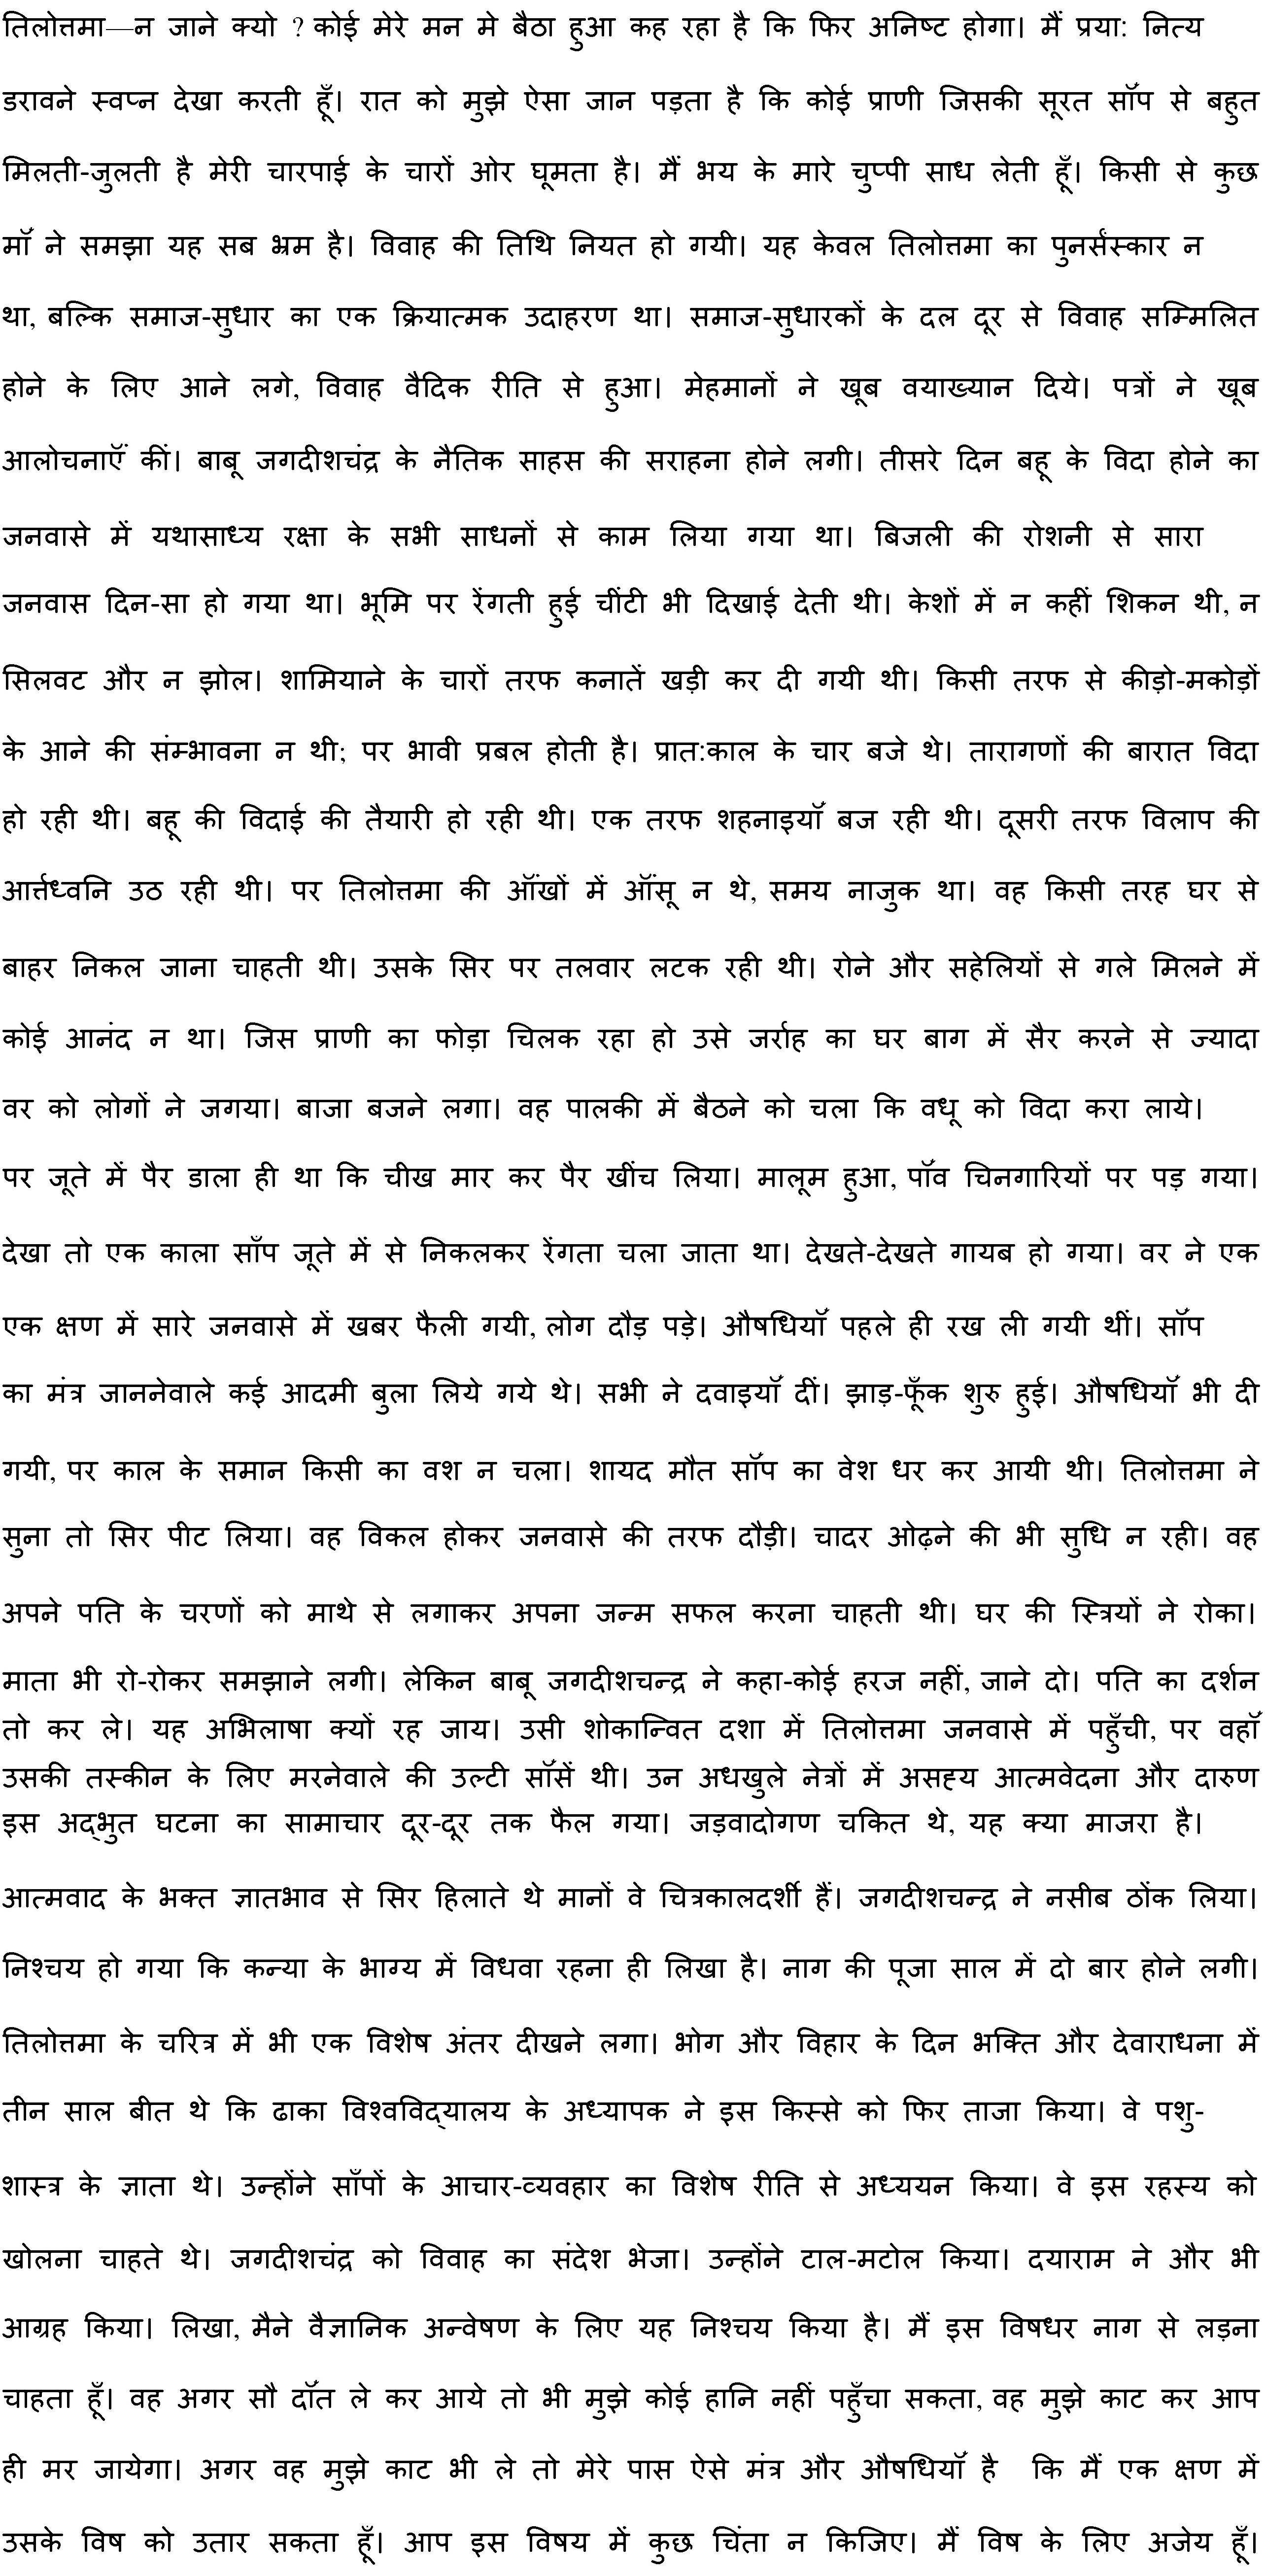 तिलोत्तमा—न जाने क्यो ? कोई मेरे मन मे बैठा हुआ कह रहा है कि फिर अनिष्ट होगा। मैं प्रया: नित्य
डरावने स्वप्न देखा करती हूँ। रात को मुझे ऐसा जान पड़ता है कि कोई प्राणी जिसकी सूरत सॉंप से बहुत
मिलती-जुलती है मेरी चारपाई के चारों ओर घूमता है। मैं भय के मारे चुप्पी साध लेती हूँ। किसी से कुछ
मॉं ने समझा यह सब भ्रम है। विवाह की तिथि नियत हो गयी। यह केवल तिलोत्तमा का पुनर्संस्कार न
था, बल्कि समाज-सुधार का एक क्रियात्मक उदाहरण था। समाज-सुधारकों के दल दूर से विवाह सम्मिलित
होने के लिए आने लगे, विवाह वैदिक रीति से हुआ। मेहमानों ने खूब वयाख्यान दिये। पत्रों ने खूब
आलोचनाऍं कीं। बाबू जगदीशचंद्र के नैतिक साहस की सराहना होने लगी। तीसरे दिन बहू के विदा होने का
जनवासे में यथासाध्य रक्षा के सभी साधनों से काम लिया गया था। बिजली की रोशनी से सारा
जनवास दिन-सा हो गया था। भूमि पर रेंगती हुई चींटी भी दिखाई देती थी। केशों में न कहीं शिकन थी, न
सिलवट और न झोल। शामियाने के चारों तरफ कनातें खड़ी कर दी गयी थी। किसी तरफ से कीड़ो-मकोड़ों
के आने की संम्भावना न थी; पर भावी प्रबल होती है। प्रात:काल के चार बजे थे। तारागणों की बारात विदा
हो रही थी। बहू की विदाई की तैयारी हो रही थी। एक तरफ शहनाइयॉं बज रही थी। दूसरी तरफ विलाप की
आर्त्तध्वनि उठ रही थी। पर तिलोत्तमा की ऑंखों में ऑंसू न थे, समय नाजुक था। वह किसी तरह घर से
बाहर निकल जाना चाहती थी। उसके सिर पर तलवार लटक रही थी। रोने और सहेलियों से गले मिलने में
कोई आनंद न था। जिस प्राणी का फोड़ा चिलक रहा हो उसे जर्राह का घर बाग में सैर करने से ज्यादा
वर को लोगों ने जगया। बाजा बजने लगा। वह पालकी में बैठने को चला कि वधू को विदा करा लाये।
पर जूते में पैर डाला ही था कि चीख मार कर पैर खींच लिया। मालूम हुआ, पॉंव चिनगारियों पर पड़ गया।
देखा तो एक काला साँप जूते में से निकलकर रेंगता चला जाता था। देखते-देखते गायब हो गया। वर ने एक
एक क्षण में सारे जनवासे में खबर फैली गयी, लोग दौड़ पड़े। औषधियॉं पहले ही रख ली गयी थीं। सॉंप
का मंत्र जाननेवाले कई आदमी बुला लिये गये थे। सभी ने दवाइयॉं दीं। झाड़-फूँक शुरु हुई। औषधियॉं भी दी
गयी, पर काल के समान किसी का वश न चला। शायद मौत सॉंप का वेश धर कर आयी थी। तिलोत्तमा ने
सुना तो सिर पीट लिया। वह विकल होकर जनवासे की तरफ दौड़ी। चादर ओढ़ने की भी सुधि न रही। वह
अपने पति के चरणों को माथे से लगाकर अपना जन्म सफल करना चाहती थी। घर की स्त्रियों ने रोका।
माता भी रो-रोकर समझाने लगी। लेकिन बाबू जगदीशचन्द्र ने कहा-कोई हरज नहीं, जाने दो। पति का दर्शन
तो कर ले। यह अभिलाषा क्यों रह जाय। उसी शोकान्वित दशा में तिलोत्तमा जनवासे में पहुँची, पर वहॉं
उसकी तस्कीन के लिए मरनेवाले की उल्टी सॉंसें थी। उन अधखुले नेत्रों में असह्य आत्मवेदना और दारुण
इस अद्भुत घटना का सामाचार दूर-दूर तक फैल गया। जड़वादोगण चकित थे, यह क्या माजरा है।
आत्मवाद के भक्त ज्ञातभाव से सिर हिलाते थे मानों वे चित्रकालदर्शी हैं। जगदीशचन्द्र ने नसीब ठोंक लिया।
निश्चय हो गया कि कन्या के भाग्य में विधवा रहना ही लिखा है। नाग की पूजा साल में दो बार होने लगी।
तिलोत्तमा के चरित्र में भी एक विशेष अंतर दीखने लगा। भोग और विहार के दिन भक्ति और देवाराधना में
तीन साल बीत थे कि ढाका विश्वविद्यालय के अध्यापक ने इस किस्से को फिर ताजा किया। वे पशु-
शास्त्र के ज्ञाता थे। उन्होंने साँपों के आचार-व्यवहार का विशेष रीति से अध्ययन किया। वे इस रहस्य को
खोलना चाहते थे। जगदीशचंद्र को विवाह का संदेश भेजा। उन्होंने टाल-मटोल किया। दयाराम ने और भी
आग्रह किया। लिखा, मैने वैज्ञानिक अन्वेषण के लिए यह निश्चय किया है। मैं इस विषधर नाग से लड़ना
चाहता हूँ। वह अगर सौ दॉंत ले कर आये तो भी मुझे कोई हानि नहीं पहुँचा सकता, वह मुझे काट कर आप
ही मर जायेगा। अगर वह मुझे काट भी ले तो मेरे पास ऐसे मंत्र और औषधियॉं है कि मैं एक क्षण में
उसके विष को उतार सकता हूँ। आप इस विषय में कुछ चिंता न किजिए। मैं विष के लिए अजेय हूँ।